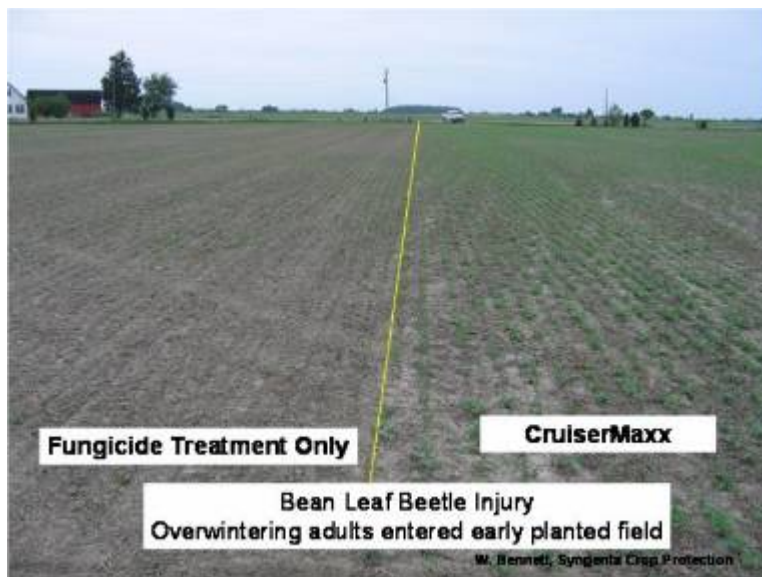 Fungicide Treatment Only
CruiserMaxx
Bean Leaf Beetle Injury
Overwintering adults entered early planted field
W. Bennett, Syngenta Crop Protection